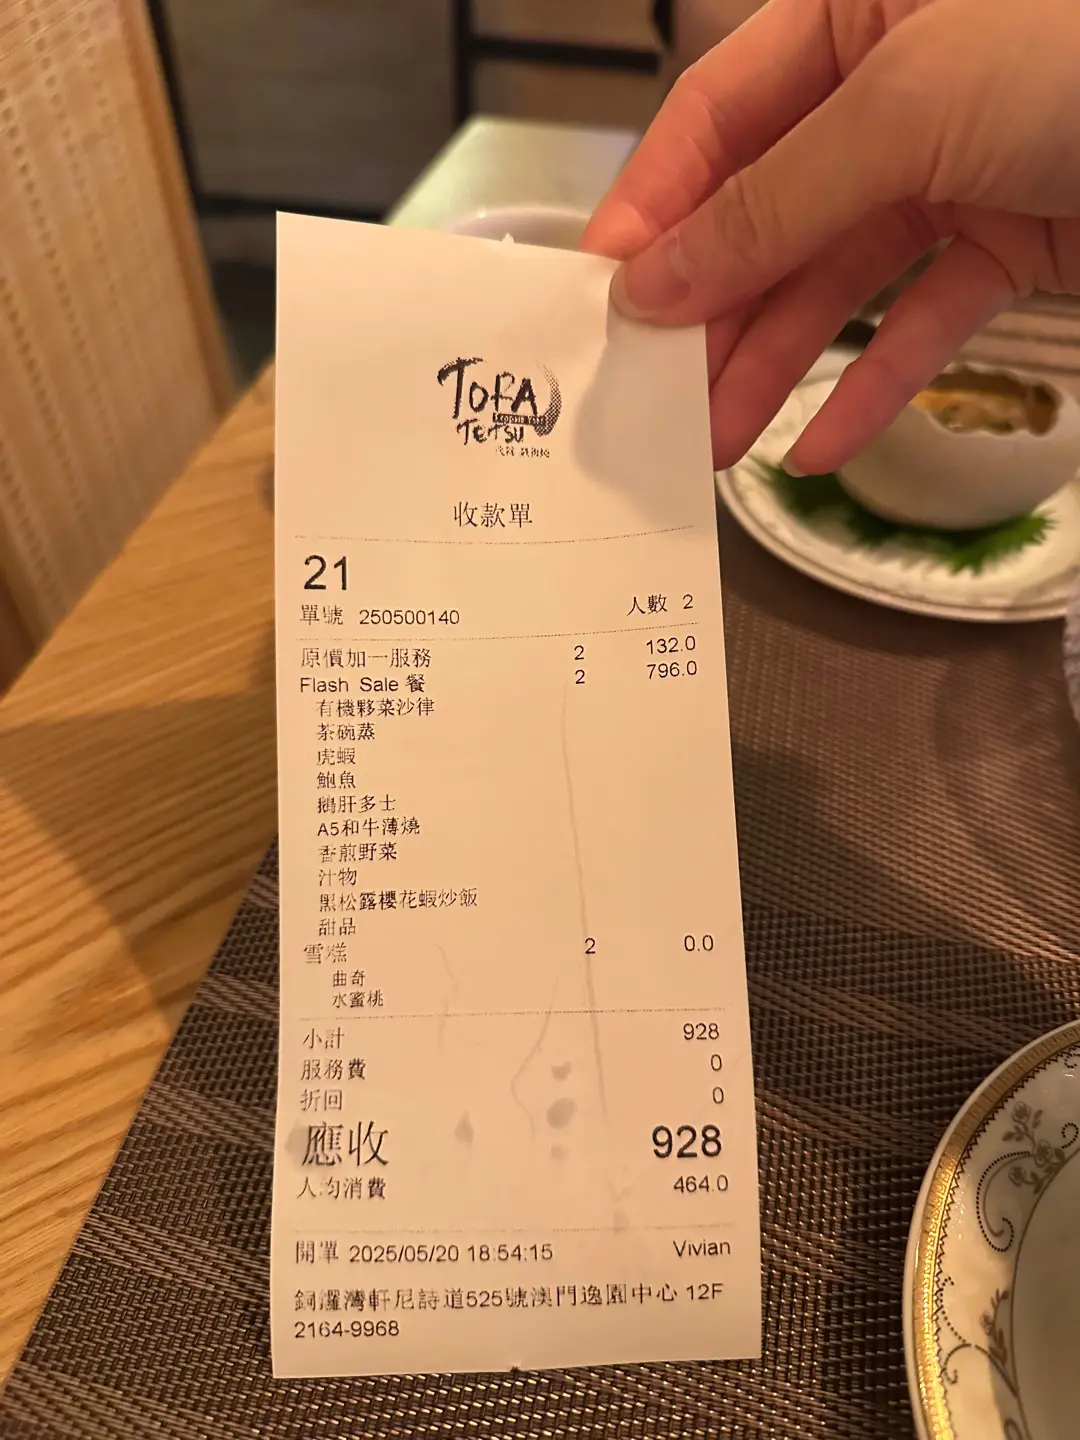 TORA
TETSU
收款單
21
單號 250500140 人數 2
原價加一服務 2 132.0
Flash Sale 餐 2 796.0
有機夥菜沙律
茶碗蒸
虎蝦
鮑魚
鵝肝多士
A5和牛薄燒
香煎野菜
汁物
黑松露櫻花蝦炒飯
甜品
雪糕 2 0.0
曲奇
水蜜桃
小計 928
服務費 0
折回 0
應收 928
人均消費 464.0
開單 2025/05/20 18:54:15 Vivian
銅鑼灣軒尼詩道525號澳門逸園中心 12F
2164-9968